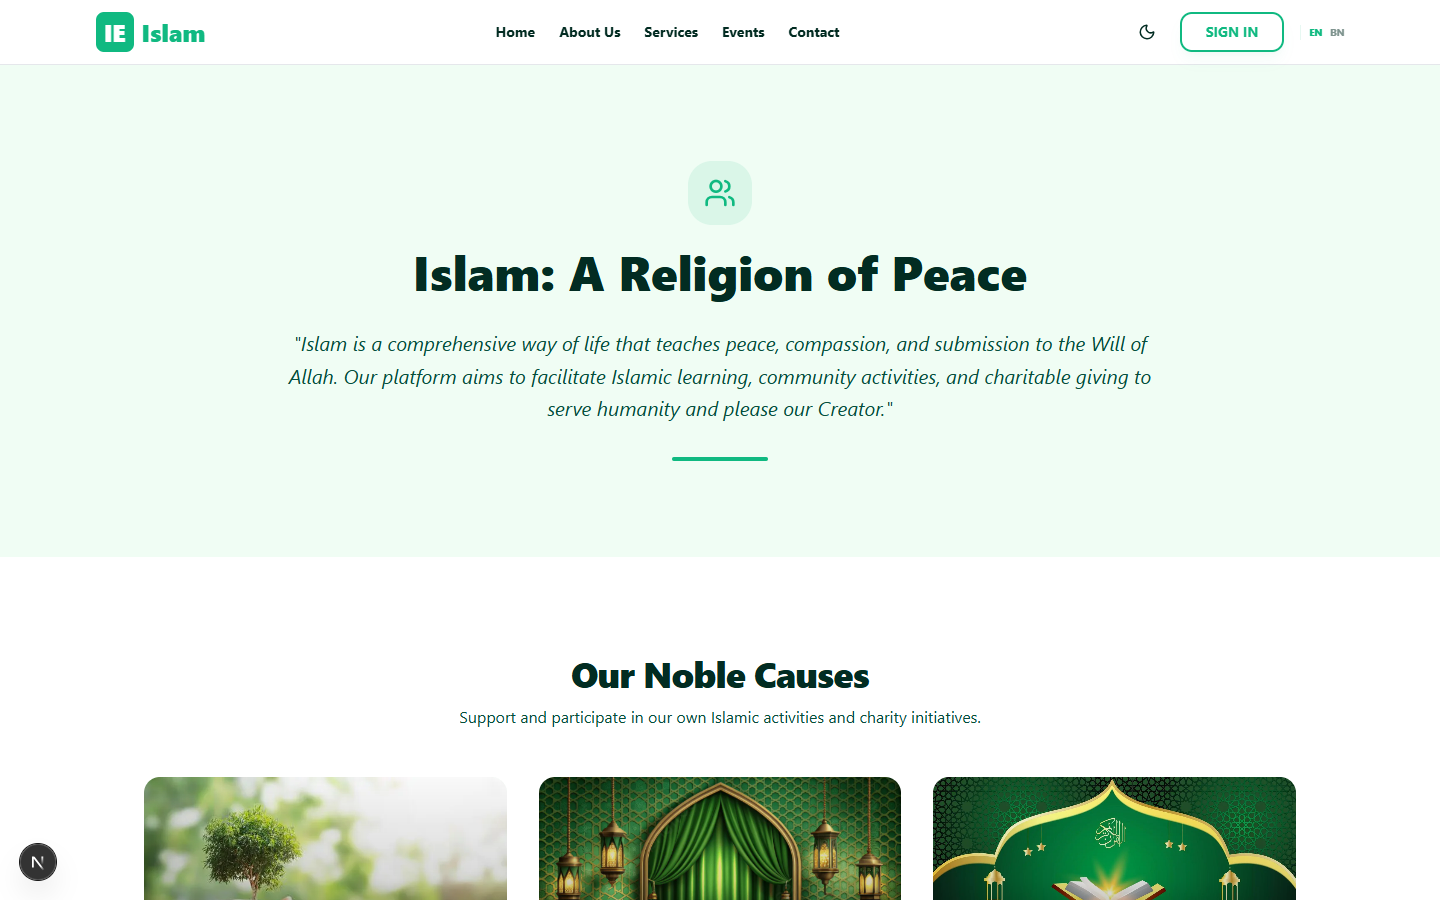 IE Islam
Home About Us Services Events Contact
SIGN IN
EN BN
Islam: A Religion of Peace
"Islam is a comprehensive way of life that teaches peace, compassion, and submission to the Will of
Allah. Our platform aims to facilitate Islamic learning, community activities, and charitable giving to
serve humanity and please our Creator."
Our Noble Causes
Support and participate in our own Islamic activities and charity initiatives.
N